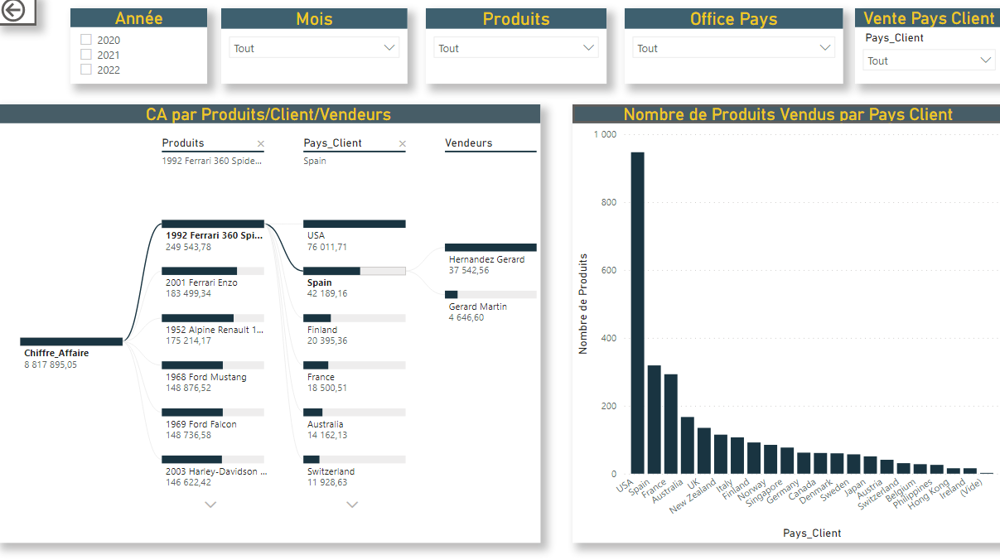 Année
2020
2021
2022
Mois
Tout
Produits
Tout
Office Pays
Tout
Vente Pays Client
Pays_Client
Tout
CA par Produits/Client/Vendeurs
Produits
1992 Ferrari 360 Spide...
Pays_Client
Spain
Vendeurs
Chiffre_Affaire
8 817 895,05
1992 Ferrari 360 Spi...
249 543,78
2001 Ferrari Enzo
183 499,34
1952 Alpine Renault 1...
175 214,17
1968 Ford Mustang
148 876,52
1969 Ford Falcon
148 736,58
2003 Harley-Davidson ...
146 622,42
USA
76 011,71
Spain
42 189,16
Finland
20 395,36
France
18 500,51
Australia
14 162,13
Switzerland
11 928,63
Hernandez Gerard
37 542,56
Gerard Martin
4 646,60
Nombre de Produits Vendus par Pays Client
Nombre de Produits
1 000
800
600
400
200
0
USA
Spain
France
Australia
UK
New Zealand
Italy
Finland
Norway
Singapore
Germany
Canada
Denmark
Sweden
Japan
Austria
Switzerland
Belgium
Philippines
Hong Kong
Ireland
(Vide)
Pays_Client